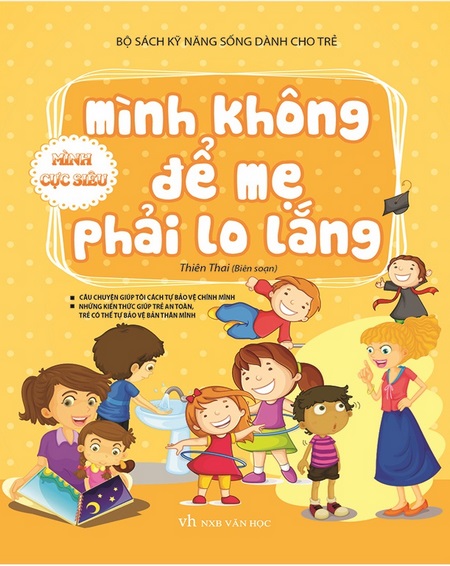 BỘ SÁCH KỸ NĂNG SỐNG DÀNH CHO TRẺ
mình không
MÌNH
CỰC SIÊU
để mẹ
phải lo lắng
Thiên Thai (Biên soạn)
CÂU CHUYỆN GIÚP TÔI CÁCH TỰ BẢO VỆ CHÍNH MÌNH
NHỮNG KIẾN THỨC GIÚP TRẺ AN TOÀN,
TRẺ CÓ THỂ TỰ BẢO VỆ BẢN THÂN MÌNH
vh NXB VĂN HỌC